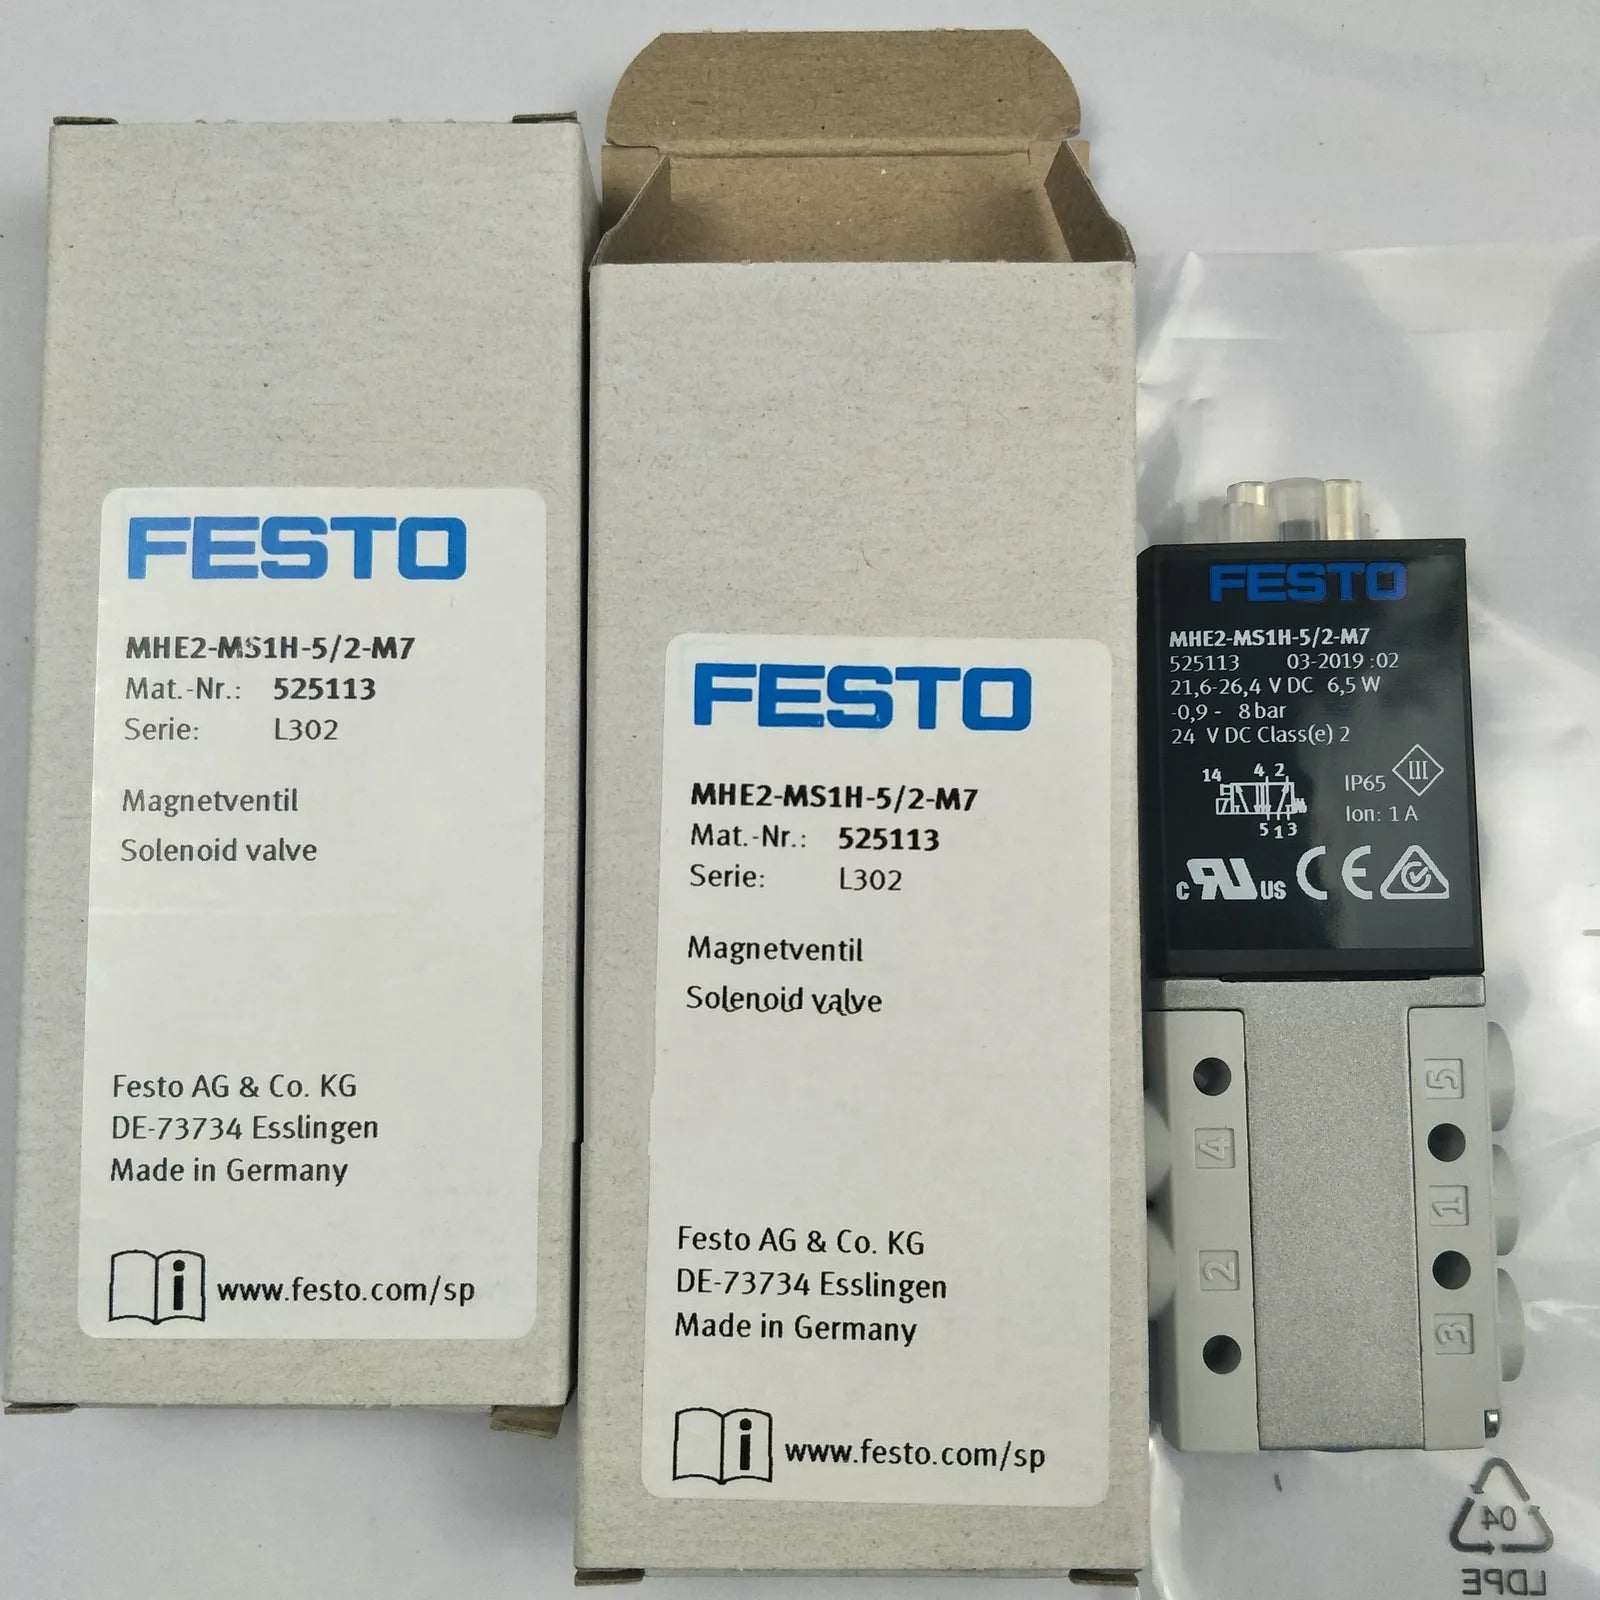 FESTO
MHE2-MS1H-5/2-M7
Mat.-Nr.: 525113
Serie: L302
Magnetventil
Solenoid valve
Festo AG & Co. KG
DE-73734 Esslingen
Made in Germany
i www.festo.com/sp
FESTO
MHE2-MS1H-5/2-M7
Mat.-Nr.: 525113
Serie: L302
Magnetventil
Solenoid valve
Festo AG & Co. KG
DE-73734 Esslingen
Made in Germany
i www.festo.com/sp
FESTO
MHE2-MS1H-5/2-M7
525113 03-2019 :02
21,6-26,4 V DC 6,5 W
-0,9 - 8 bar
24 V DC Class(e) 2
14 4 2
IP65 III
Ion: 1 A
5 1 3
c RU US CE
5
4
1
2
3
04
LDPE